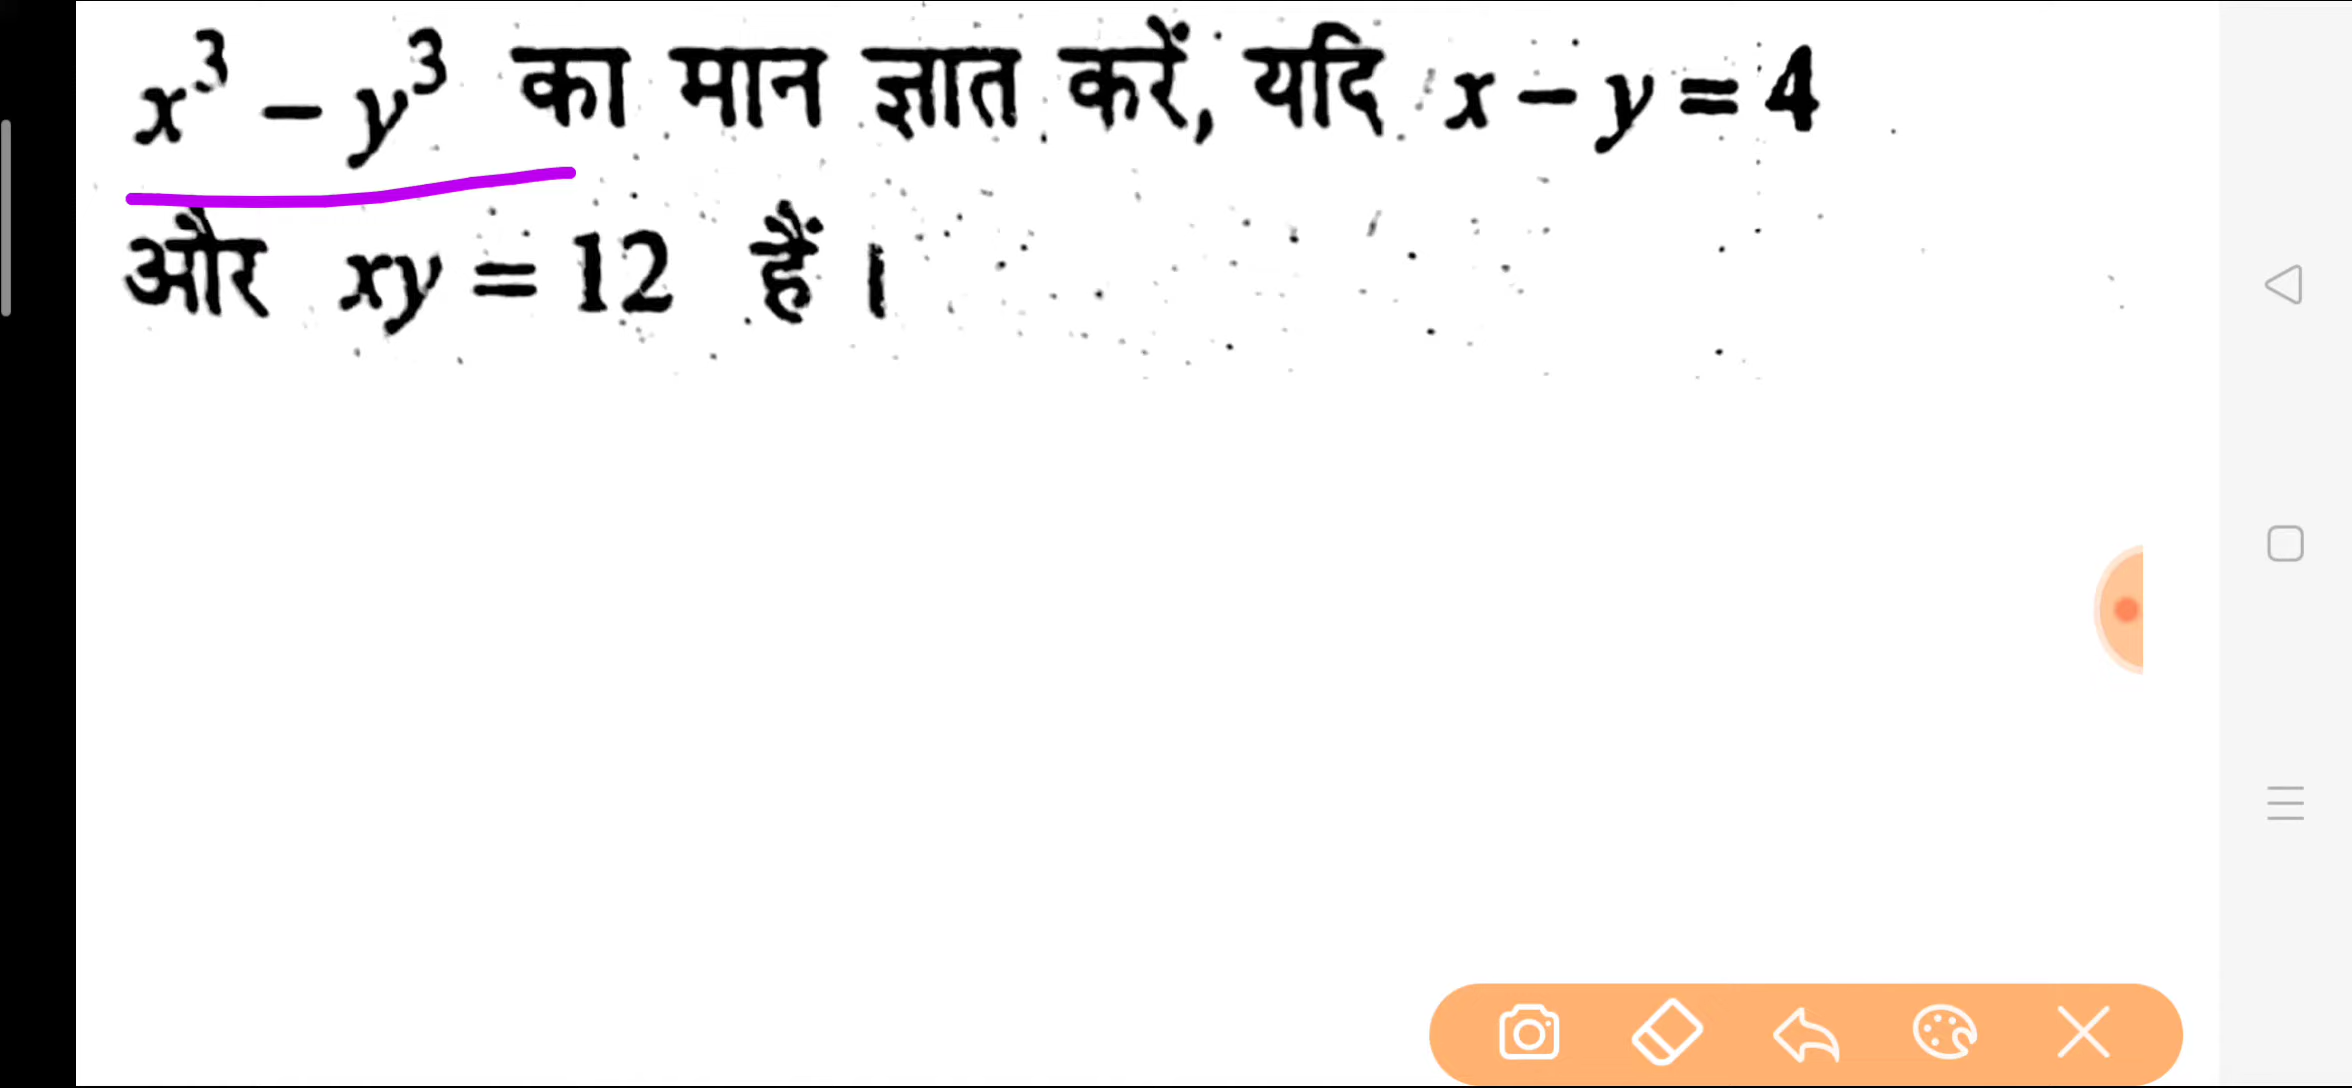 x³ − y³ का मान ज्ञात करें, यदि x − y = 4
और xy = 12 हैं ।